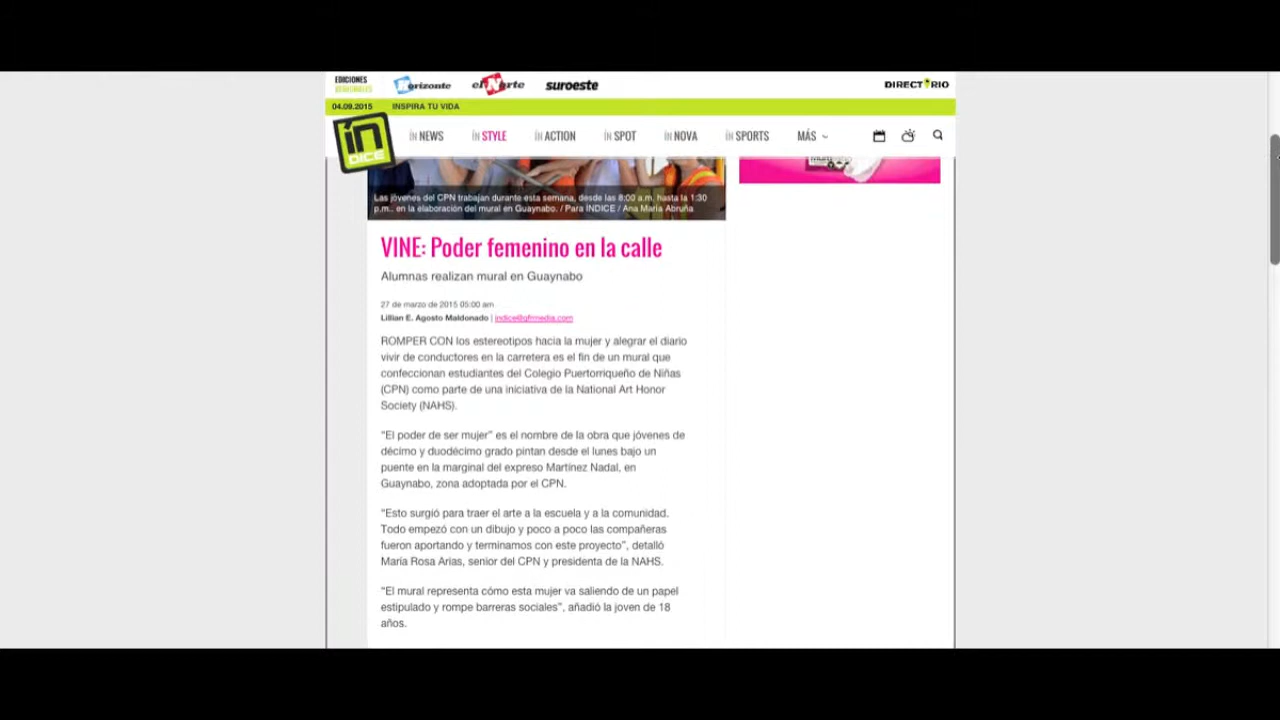 EDICIONES
REGIONALES
Horizonte
el Norte
suroeste
DIRECTORIO
04.09.2015 INSPIRA TU VIDA
ÍNDICE
ÍN NEWS
ÍN STYLE
ÍN ACTION
ÍN SPOT
ÍN NOVA
ÍN SPORTS
MÁS
Las jóvenes del CPN trabajan durante esta semana, desde las 8:00 a.m. hasta la 1:30
p.m.. en la elaboración del mural en Guaynabo. / Para INDICE / Ana María Abruña
VINE: Poder femenino en la calle
Alumnas realizan mural en Guaynabo
27 de marzo de 2015 05:00 am
Lillian E. Agosto Maldonado | indice@gfrmedia.com
ROMPER CON los estereotipos hacia la mujer y alegrar el diario
vivir de conductores en la carretera es el fin de un mural que
confeccionan estudiantes del Colegio Puertorriqueño de Niñas
(CPN) como parte de una iniciativa de la National Art Honor
Society (NAHS).
“El poder de ser mujer” es el nombre de la obra que jóvenes de
décimo y duodécimo grado pintan desde el lunes bajo un
puente en la marginal del expreso Martínez Nadal, en
Guaynabo, zona adoptada por el CPN.
“Esto surgió para traer el arte a la escuela y a la comunidad.
Todo empezó con un dibujo y poco a poco las compañeras
fueron aportando y terminamos con este proyecto”, detalló
María Rosa Arias, senior del CPN y presidenta de la NAHS.
“El mural representa cómo esta mujer va saliendo de un papel
estipulado y rompe barreras sociales”, añadió la joven de 18
años.